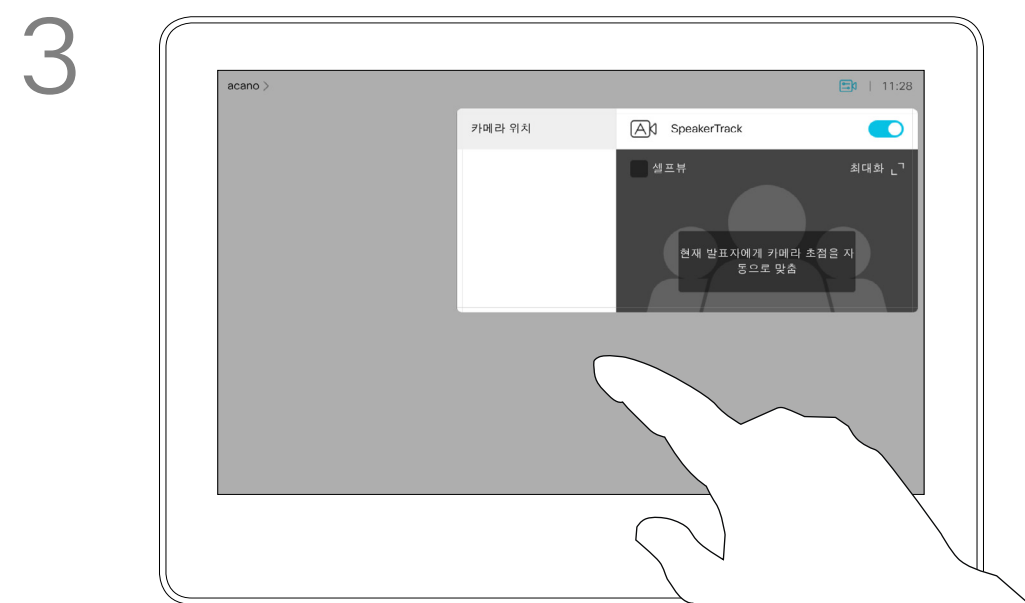 3
acano >
11:28
카메라 위치
SpeakerTrack
셀프뷰
최대화
현재 발표자에게 카메라 초점을 자
동으로 맞춤